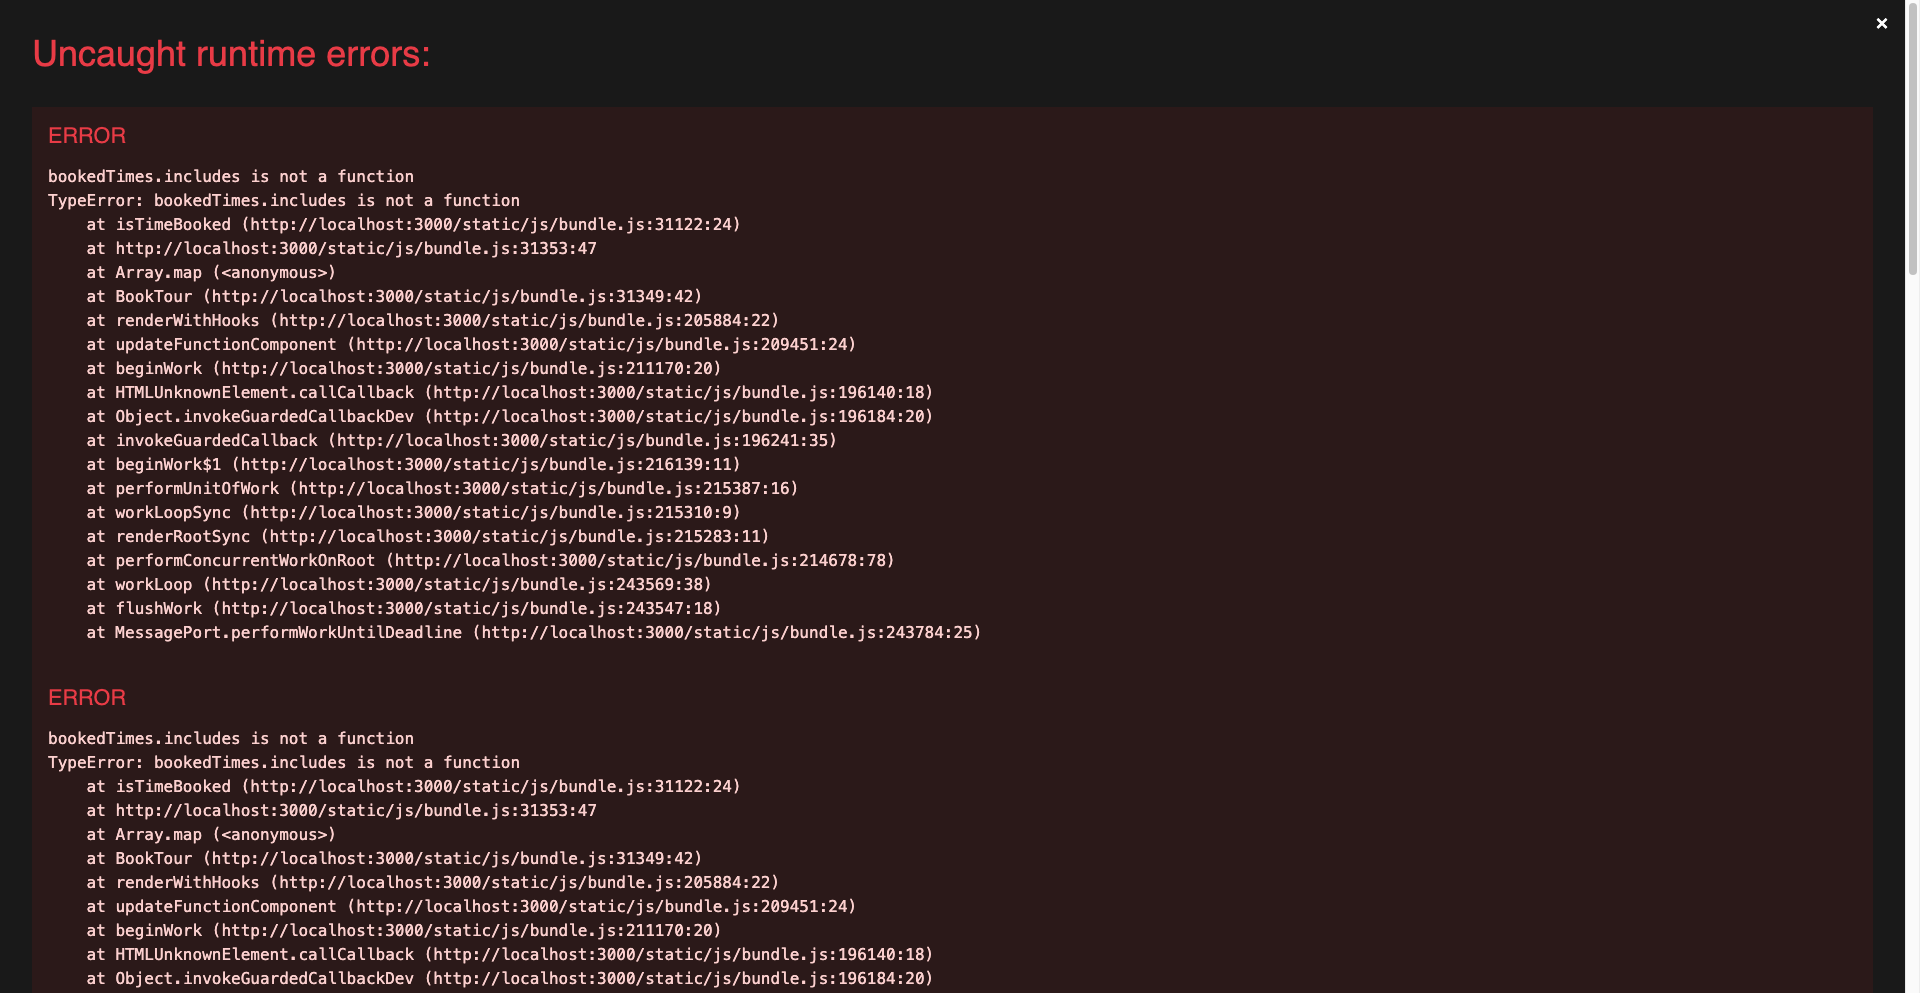 ×
Uncaught runtime errors:
ERROR
bookedTimes.includes is not a function
TypeError: bookedTimes.includes is not a function
at isTimeBooked (http://localhost:3000/static/js/bundle.js:31122:24)
at http://localhost:3000/static/js/bundle.js:31353:47
at Array.map (<anonymous>)
at BookTour (http://localhost:3000/static/js/bundle.js:31349:42)
at renderWithHooks (http://localhost:3000/static/js/bundle.js:205884:22)
at updateFunctionComponent (http://localhost:3000/static/js/bundle.js:209451:24)
at beginWork (http://localhost:3000/static/js/bundle.js:211170:20)
at HTMLUnknownElement.callCallback (http://localhost:3000/static/js/bundle.js:196140:18)
at Object.invokeGuardedCallbackDev (http://localhost:3000/static/js/bundle.js:196184:20)
at invokeGuardedCallback (http://localhost:3000/static/js/bundle.js:196241:35)
at beginWork$1 (http://localhost:3000/static/js/bundle.js:216139:11)
at performUnitOfWork (http://localhost:3000/static/js/bundle.js:215387:16)
at workLoopSync (http://localhost:3000/static/js/bundle.js:215310:9)
at renderRootSync (http://localhost:3000/static/js/bundle.js:215283:11)
at performConcurrentWorkOnRoot (http://localhost:3000/static/js/bundle.js:214678:78)
at workLoop (http://localhost:3000/static/js/bundle.js:243569:38)
at flushWork (http://localhost:3000/static/js/bundle.js:243547:18)
at MessagePort.performWorkUntilDeadline (http://localhost:3000/static/js/bundle.js:243784:25)
ERROR
bookedTimes.includes is not a function
TypeError: bookedTimes.includes is not a function
at isTimeBooked (http://localhost:3000/static/js/bundle.js:31122:24)
at http://localhost:3000/static/js/bundle.js:31353:47
at Array.map (<anonymous>)
at BookTour (http://localhost:3000/static/js/bundle.js:31349:42)
at renderWithHooks (http://localhost:3000/static/js/bundle.js:205884:22)
at updateFunctionComponent (http://localhost:3000/static/js/bundle.js:209451:24)
at beginWork (http://localhost:3000/static/js/bundle.js:211170:20)
at HTMLUnknownElement.callCallback (http://localhost:3000/static/js/bundle.js:196140:18)
at Object.invokeGuardedCallbackDev (http://localhost:3000/static/js/bundle.js:196184:20)